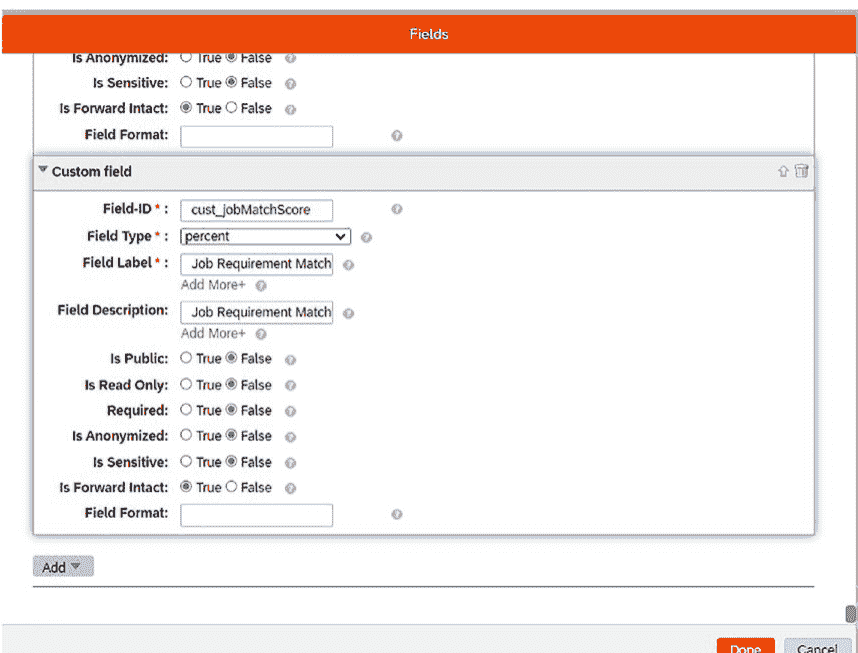 Fields
Is Anonymized: True False
Is Sensitive: True False
Is Forward Intact: True False
Field Format:
Custom field
Field-ID * : cust_jobMatchScore
Field Type * : percent
Field Label * : Job Requirement Match
Add More+
Field Description: Job Requirement Match
Add More+
Is Public: True False
Is Read Only: True False
Required: True False
Is Anonymized: True False
Is Sensitive: True False
Is Forward Intact: True False
Field Format:
Add
Done Cancel